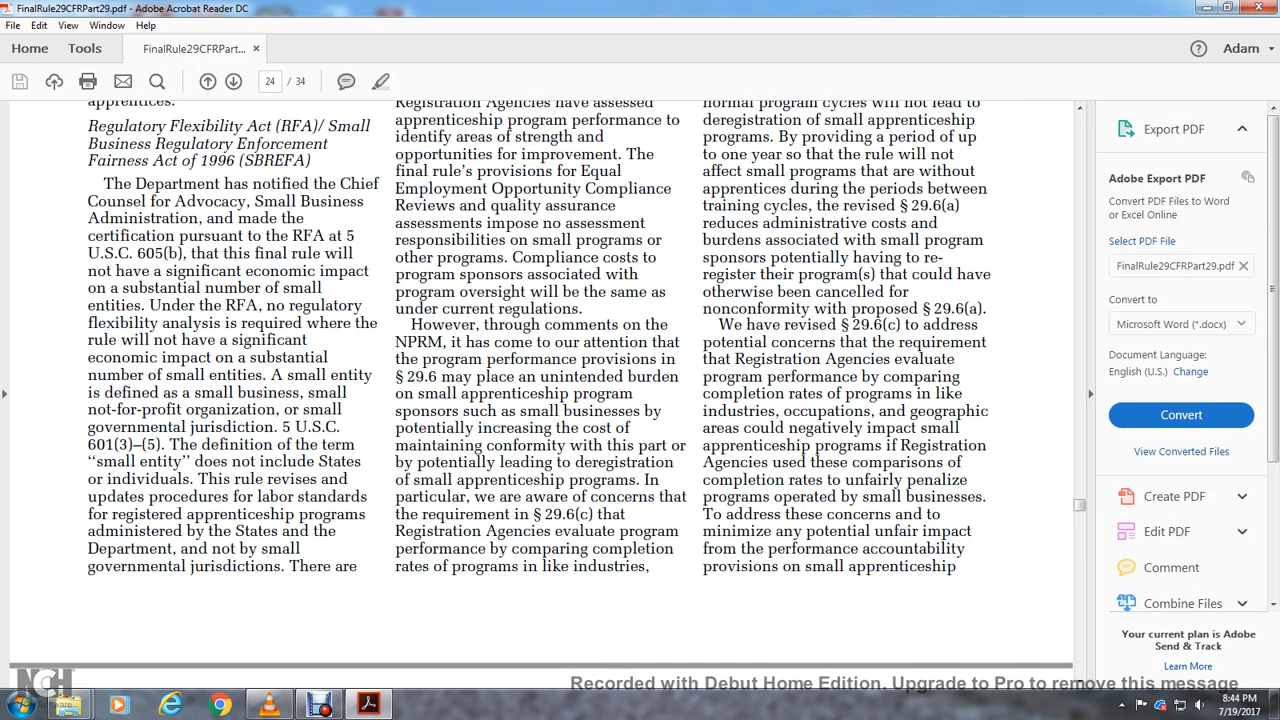 FinalRule29CFRPart29.pdf - Adobe Acrobat Reader DC
File Edit View Window Help
Home Tools FinalRule29CFRPart... × Adam
24 / 34
apprentices.
Regulatory Flexibility Act (RFA)/ Small
Business Regulatory Enforcement
Fairness Act of 1996 (SBREFA)
The Department has notified the Chief
Counsel for Advocacy, Small Business
Administration, and made the
certification pursuant to the RFA at 5
U.S.C. 605(b), that this final rule will
not have a significant economic impact
on a substantial number of small
entities. Under the RFA, no regulatory
flexibility analysis is required where the
rule will not have a significant
economic impact on a substantial
number of small entities. A small entity
is defined as a small business, small
not-for-profit organization, or small
governmental jurisdiction. 5 U.S.C.
601(3)–(5). The definition of the term
‘‘small entity’’ does not include States
or individuals. This rule revises and
updates procedures for labor standards
for registered apprenticeship programs
administered by the States and the
Department, and not by small
governmental jurisdictions. There are
Registration Agencies have assessed
apprenticeship program performance to
identify areas of strength and
opportunities for improvement. The
final rule’s provisions for Equal
Employment Opportunity Compliance
Reviews and quality assurance
assessments impose no assessment
responsibilities on small programs or
other programs. Compliance costs to
program sponsors associated with
program oversight will be the same as
under current regulations.
However, through comments on the
NPRM, it has come to our attention that
the program performance provisions in
§ 29.6 may place an unintended burden
on small apprenticeship program
sponsors such as small businesses by
potentially increasing the cost of
maintaining conformity with this part or
by potentially leading to deregistration
of small apprenticeship programs. In
particular, we are aware of concerns that
the requirement in § 29.6(c) that
Registration Agencies evaluate program
performance by comparing completion
rates of programs in like industries,
normal program cycles will not lead to
deregistration of small apprenticeship
programs. By providing a period of up
to one year so that the rule will not
affect small programs that are without
apprentices during the periods between
training cycles, the revised § 29.6(a)
reduces administrative costs and
burdens associated with small program
sponsors potentially having to re-
register their program(s) that could have
otherwise been cancelled for
nonconformity with proposed § 29.6(a).
We have revised § 29.6(c) to address
potential concerns that the requirement
that Registration Agencies evaluate
program performance by comparing
completion rates of programs in like
industries, occupations, and geographic
areas could negatively impact small
apprenticeship programs if Registration
Agencies used these comparisons of
completion rates to unfairly penalize
programs operated by small businesses.
To address these concerns and to
minimize any potential unfair impact
from the performance accountability
provisions on small apprenticeship
Export PDF
Adobe Export PDF
Convert PDF Files to Word
or Excel Online
Select PDF File
FinalRule29CFRPart29.pdf ×
Convert to
Microsoft Word (*.docx)
Document Language:
English (U.S.) Change
Convert
View Converted Files
Create PDF
Edit PDF
Comment
Combine Files
Your current plan is Adobe
Send & Track
Learn More
NCH
Software
Recorded with Debut Home Edition. Upgrade to Pro to remove this message
8:44 PM
7/19/2017